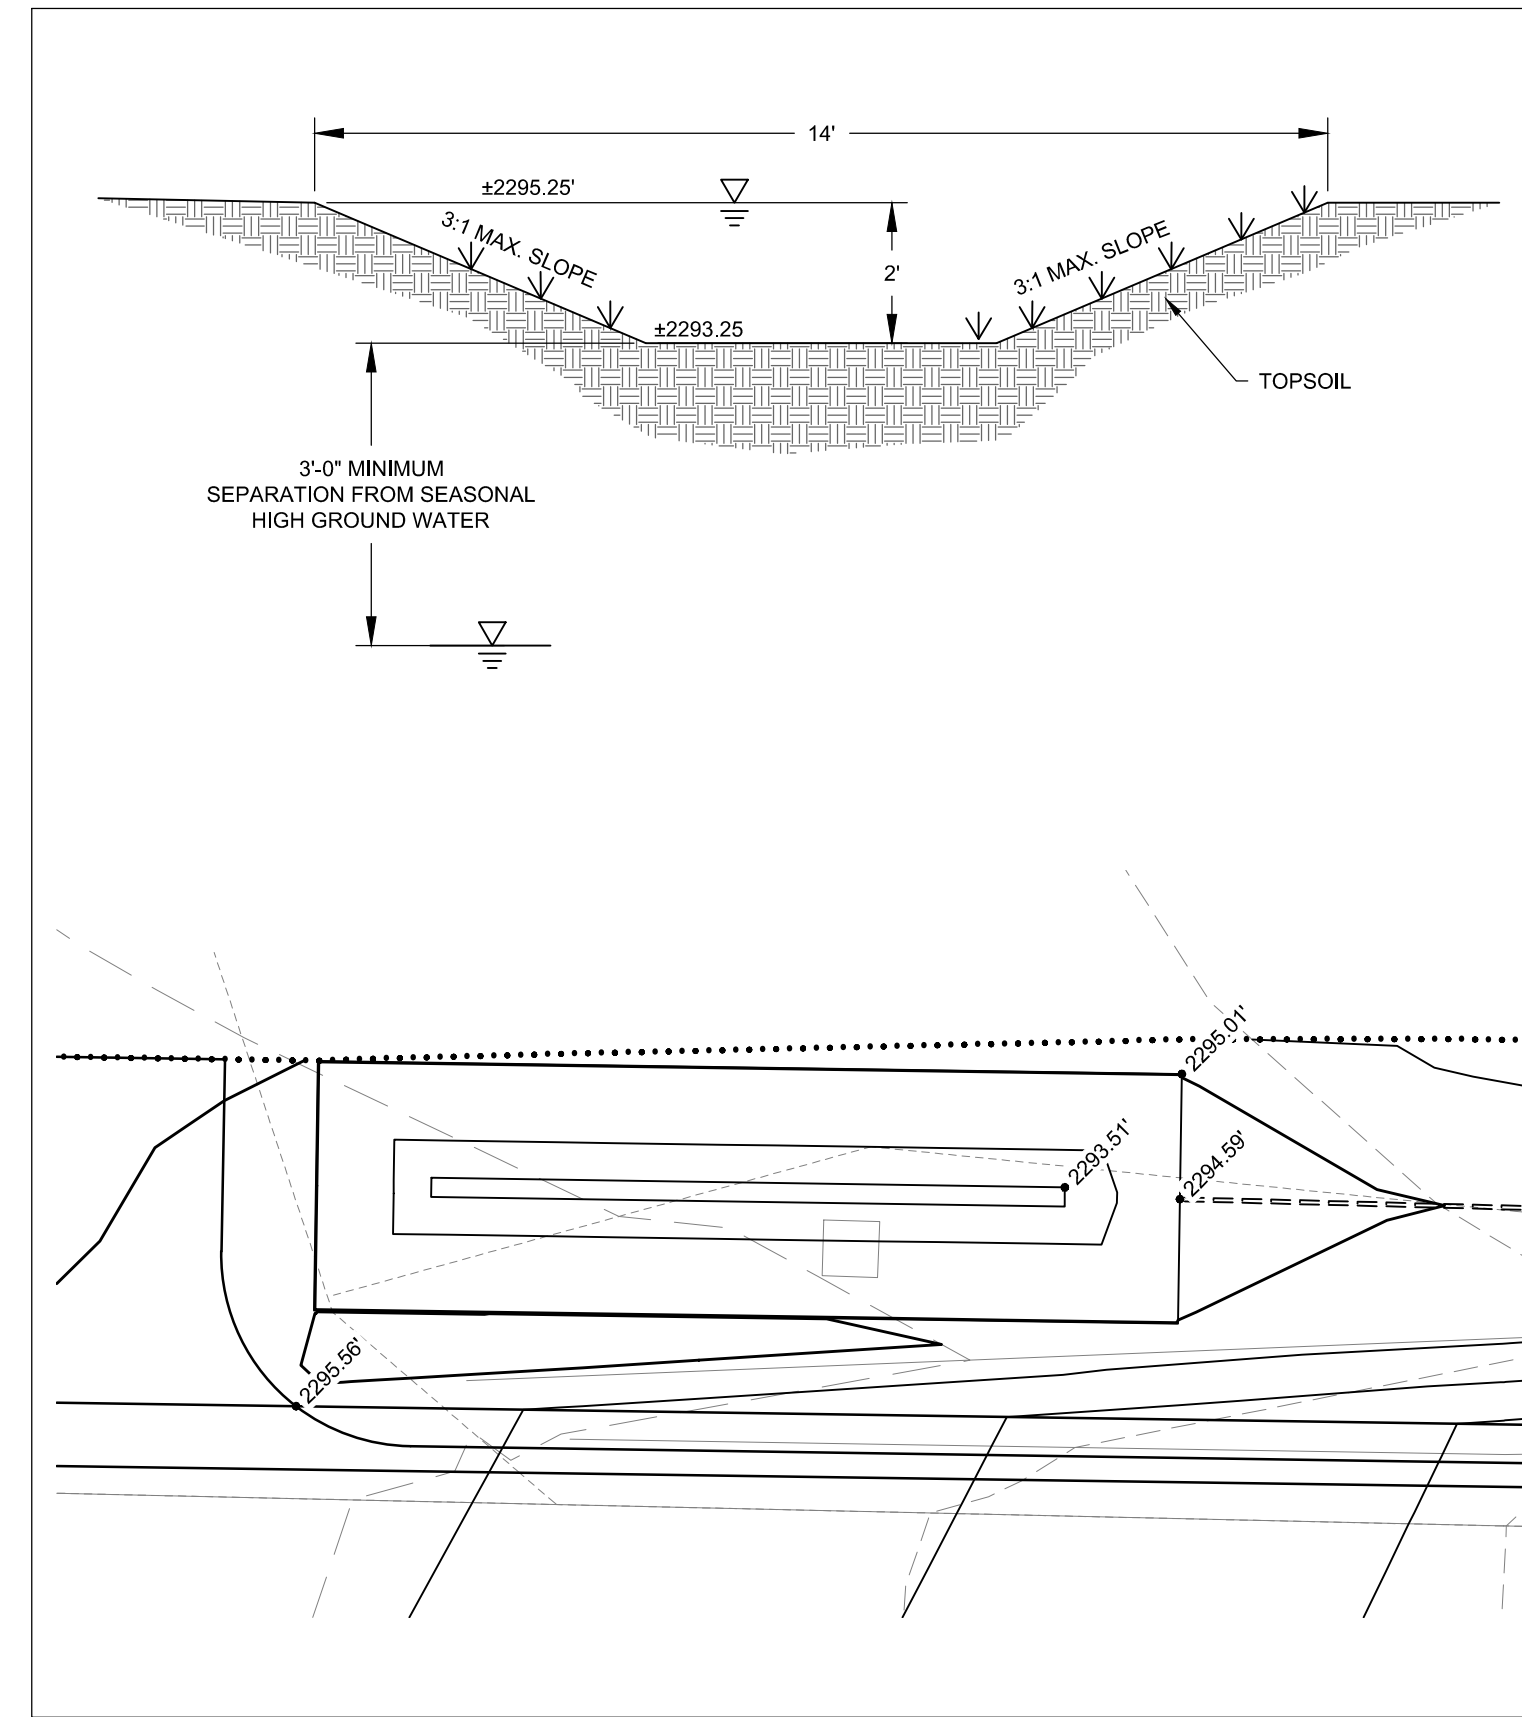 14'
±2295.25'
3:1 MAX. SLOPE
3:1 MAX. SLOPE
2'
±2293.25
TOPSOIL
3'-0" MINIMUM
SEPARATION FROM SEASONAL
HIGH GROUND WATER
2295.01'
2293.51'
2294.59'
2295.56'